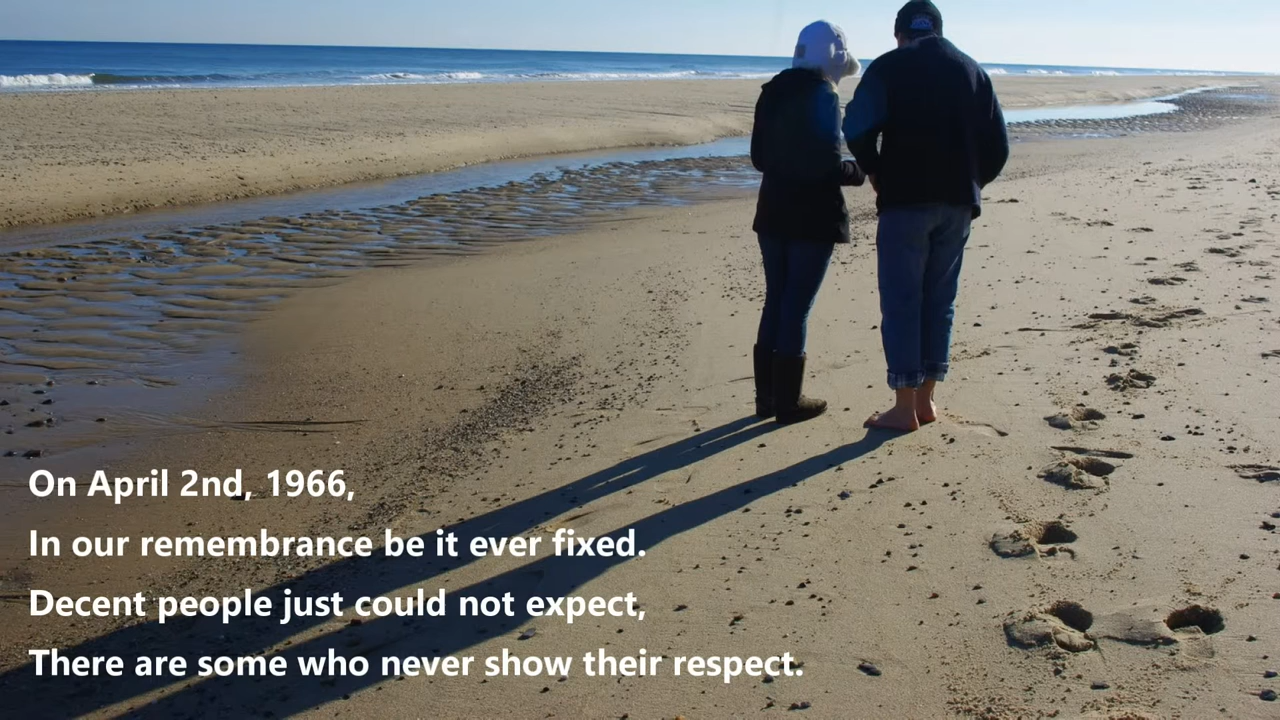 On April 2nd, 1966,
In our remembrance be it ever fixed.
Decent people just could not expect,
There are some who never show their respect.